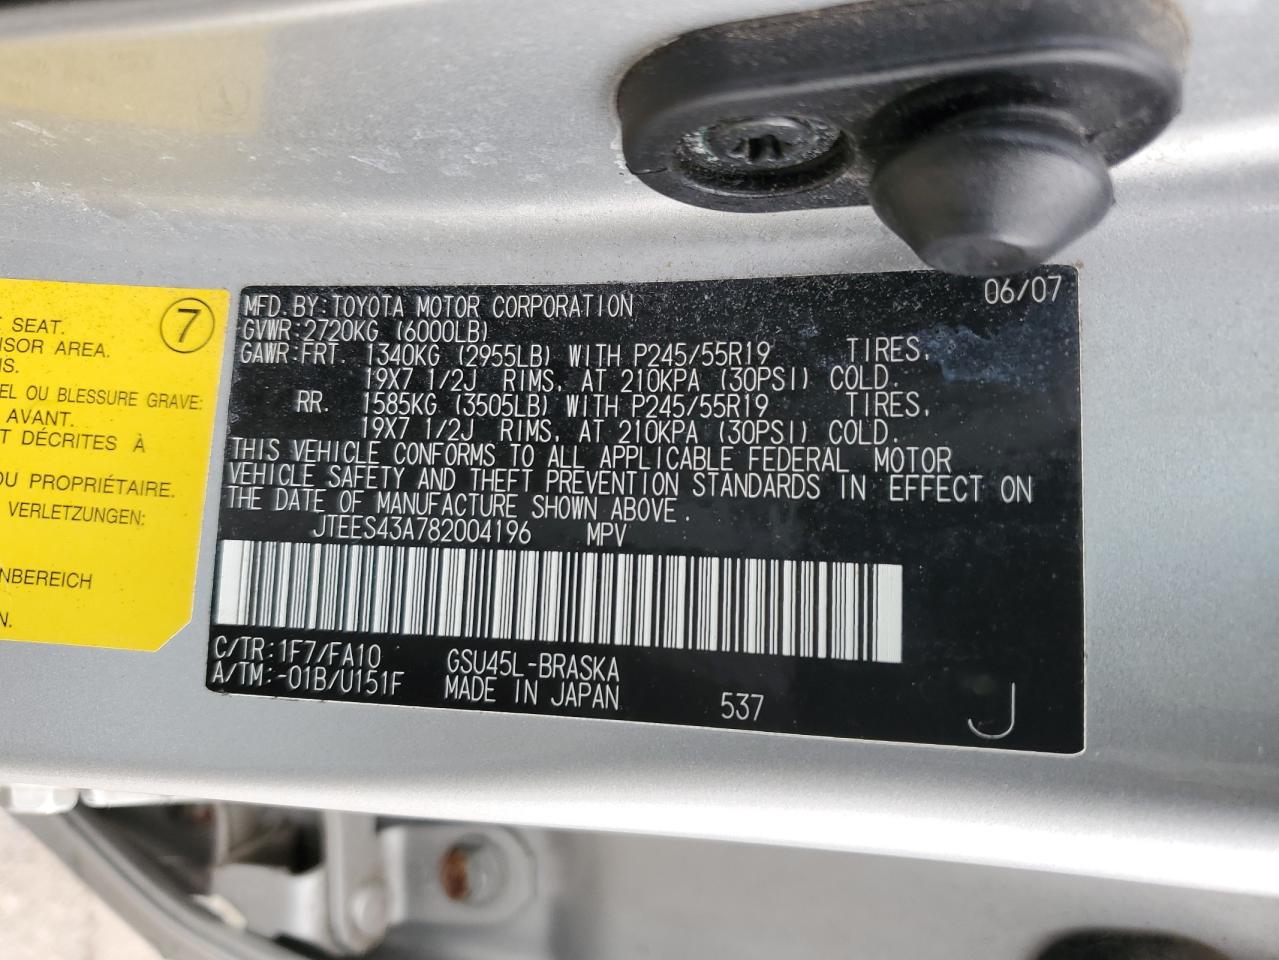 7
SEAT.
SOR AREA.
S.
EL OU BLESSURE GRAVE:
AVANT.
T DÉCRITES À
DU PROPRIÉTAIRE.
VERLETZUNGEN:
NBEREICH
N.
06/07
MFD.BY:TOYOTA MOTOR CORPORATION
GVWR:2720KG (6000LB)
GAWR:FRT. 1340KG (2955LB) WITH P245/55R19 TIRES.
19X7 1/2J RIMS, AT 210KPA (30PSI) COLD.
RR. 1585KG (3505LB) WITH P245/55R19 TIRES,
19X7 1/2J RIMS, AT 210KPA (30PSI) COLD.
THIS VEHICLE CONFORMS TO ALL APPLICABLE FEDERAL MOTOR
VEHICLE SAFETY AND THEFT PREVENTION STANDARDS IN EFFECT ON
THE DATE OF MANUFACTURE SHOWN ABOVE.
JTEES43A782004196 MPV
C/TR:1F7/FA10 GSU45L-BRASKA
A/TM:-01B/U151F MADE IN JAPAN 537 J